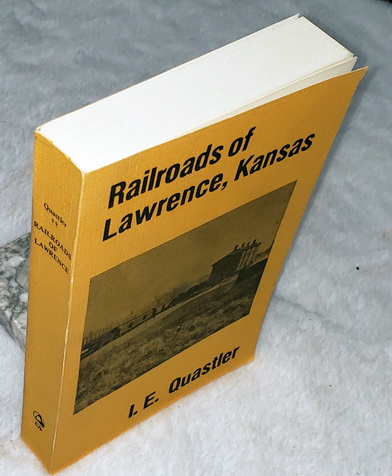 Railroads of
Lawrence, Kansas
I. E. Quastler
Quastler
RAILROADS
OF
LAWRENCE